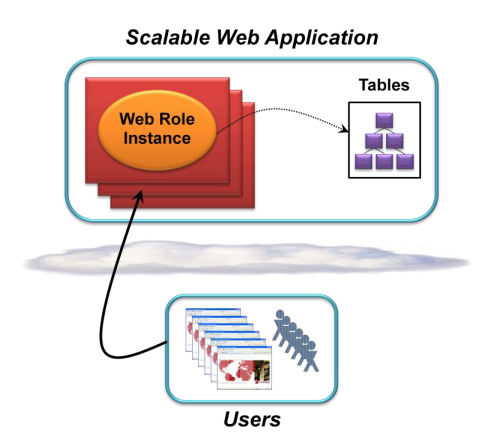 Scalable Web Application
Tables
Web Role
Instance
Users